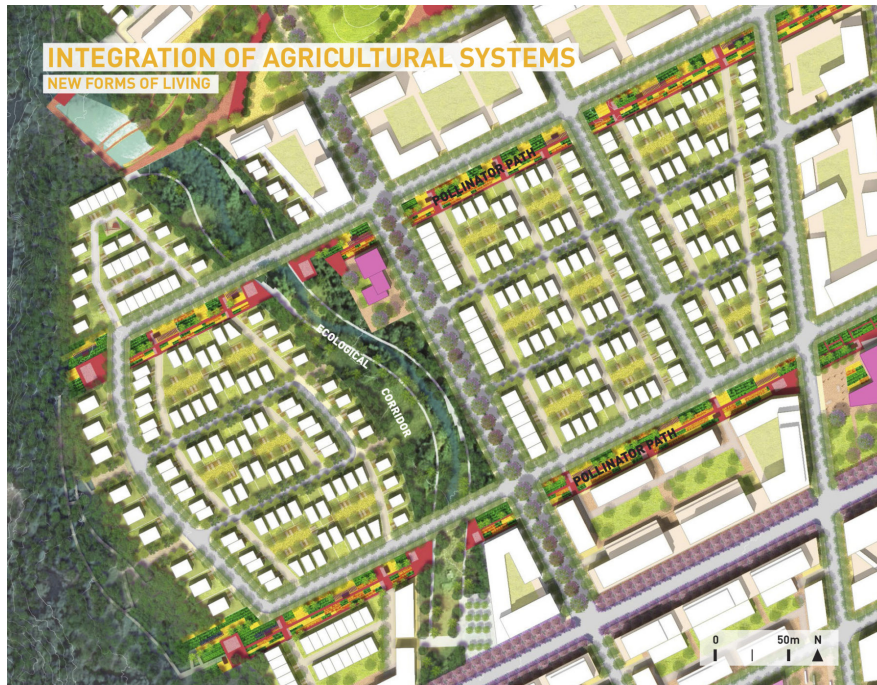 INTEGRATION OF AGRICULTURAL SYSTEMS
NEW FORMS OF LIVING
POLLINATOR PATH
ECOLOGICAL
CORRIDOR
POLLINATOR PATH
0 50m N